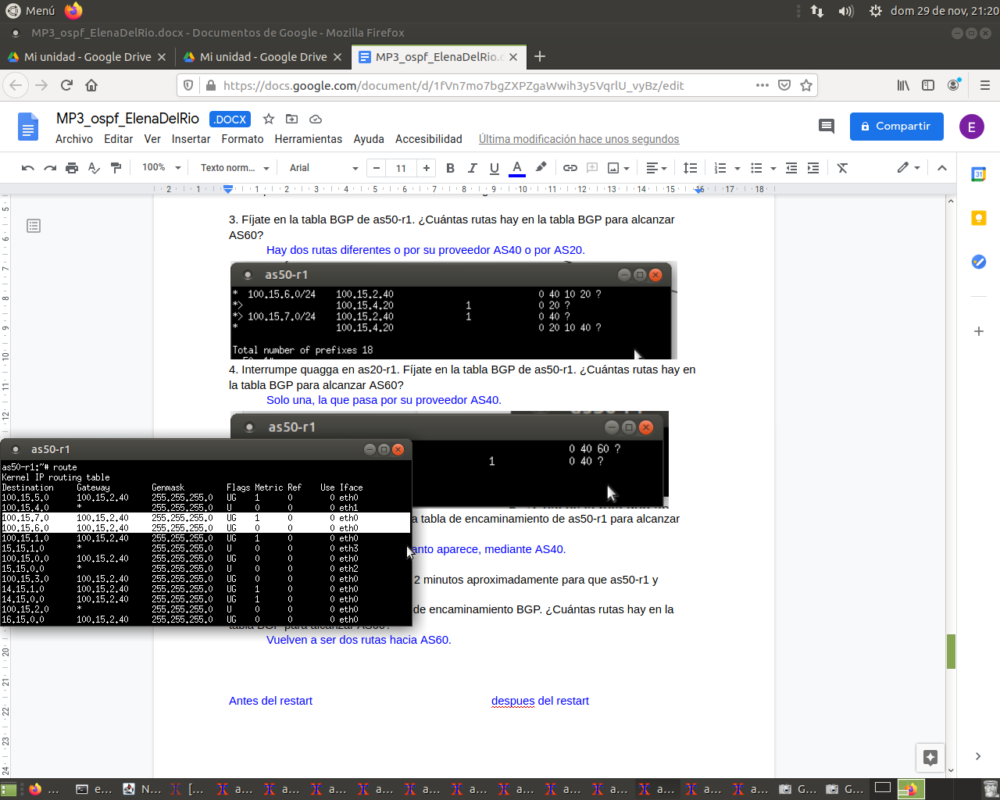 Menú
dom 29 de nov, 21:20
MP3_ospf_ElenaDelRio.docx - Documentos de Google - Mozilla Firefox
Mi unidad - Google Drive
Mi unidad - Google Drive
MP3_ospf_ElenaDelRio.d
https://docs.google.com/document/d/1fVn7mo7bgZXPZgaWwih3y5VqrlU_vyBz/edit
MP3_ospf_ElenaDelRio .DOCX
Compartir
E
Archivo Editar Ver Insertar Formato Herramientas Ayuda Accesibilidad Última modificación hace unos segundos
100% Texto norm... Arial 11
2 1 1 2 3 4 5 6 7 8 9 10 11 12 13 14 15 16 17 18
3. Fíjate en la tabla BGP de as50-r1. ¿Cuántas rutas hay en la tabla BGP para alcanzar
AS60?
Hay dos rutas diferentes o por su proveedor AS40 o por AS20.
as50-r1
* 100.15.6.0/24 100.15.2.40 0 40 10 20 ?
*> 100.15.4.20 1 0 20 ?
*> 100.15.7.0/24 100.15.2.40 1 0 40 ?
* 100.15.4.20 0 20 10 40 ?
Total number of prefixes 18
4. Interrumpe quagga en as20-r1. Fíjate en la tabla BGP de as50-r1. ¿Cuántas rutas hay en
la tabla BGP para alcanzar AS60?
Solo una, la que pasa por su proveedor AS40.
as50-r1
0 40 60 ?
1 0 40 ?
as50-r1
as50-r1:~# route
Kernel IP routing table
Destination Gateway Genmask Flags Metric Ref Use Iface
100.15.5.0 100.15.2.40 255.255.255.0 UG 1 0 0 eth0
100.15.4.0 * 255.255.255.0 U 0 0 0 eth1
100.15.7.0 100.15.2.40 255.255.255.0 UG 1 0 0 eth0
100.15.6.0 100.15.2.40 255.255.255.0 UG 0 0 0 eth0
100.15.1.0 100.15.2.40 255.255.255.0 UG 1 0 0 eth0
15.15.1.0 * 255.255.255.0 U 0 0 0 eth3
100.15.0.0 100.15.2.40 255.255.255.0 UG 0 0 0 eth0
15.15.0.0 * 255.255.255.0 U 0 0 0 eth2
100.15.3.0 100.15.2.40 255.255.255.0 UG 0 0 0 eth0
14.15.1.0 100.15.2.40 255.255.255.0 UG 1 0 0 eth0
14.15.0.0 100.15.2.40 255.255.255.0 UG 1 0 0 eth0
100.15.2.0 * 255.255.255.0 U 0 0 0 eth0
16.15.0.0 100.15.2.40 255.255.255.0 UG 0 0 0 eth0
a tabla de encaminamiento de as50-r1 para alcanzar
anto aparece, mediante AS40.
2 minutos aproximadamente para que as50-r1 y
de encaminamiento BGP. ¿Cuántas rutas hay en la
tabla BGP para alcanzar AS60?
Vuelven a ser dos rutas hacia AS60.
Antes del restart despues del restart
... e... N... [... a... a... a... a... a... a... a... a... a... a... a... a... G... G...